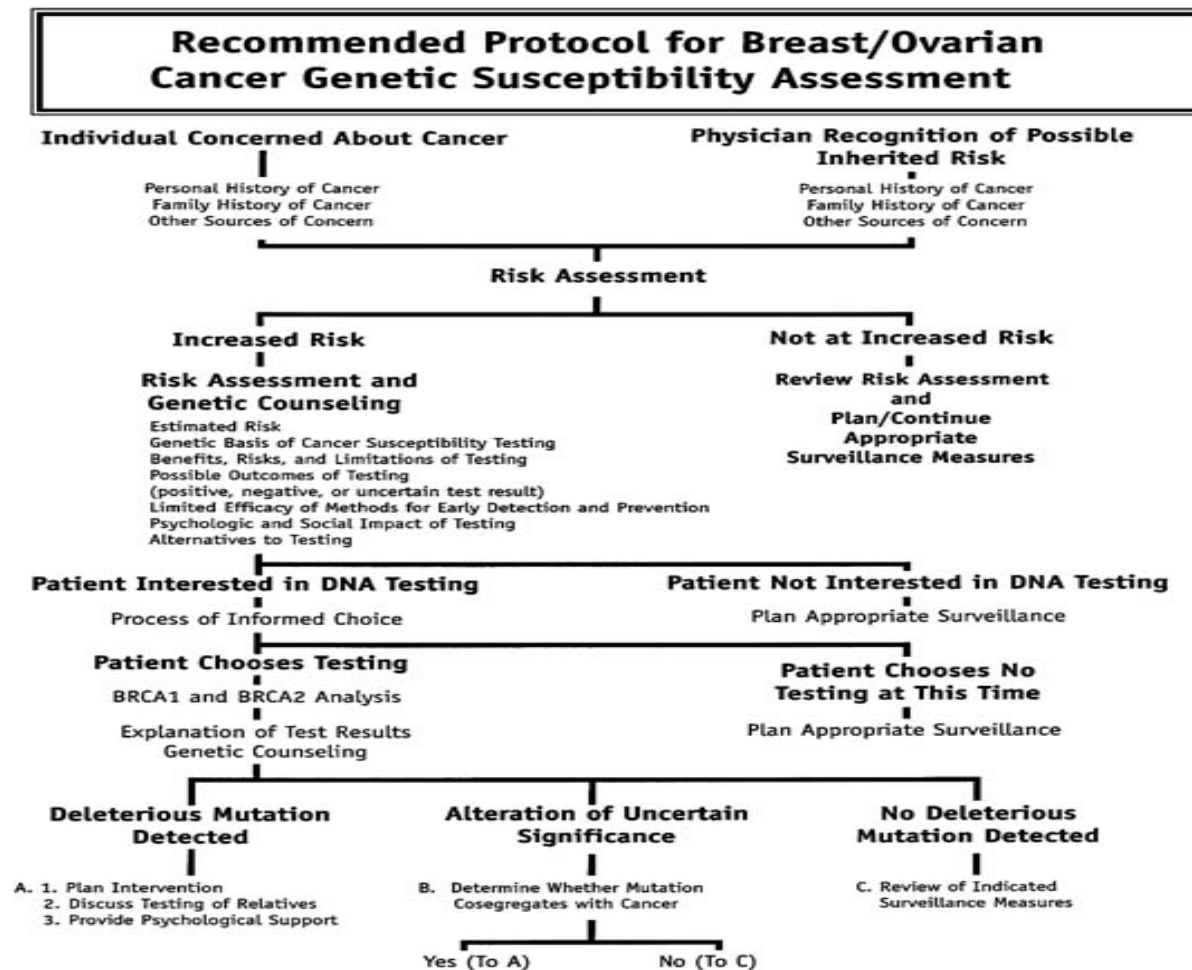 Recommended Protocol for Breast/Ovarian
Cancer Genetic Susceptibility Assessment
Individual Concerned About Cancer
Personal History of Cancer
Family History of Cancer
Other Sources of Concern
Physician Recognition of Possible
Inherited Risk
Personal History of Cancer
Family History of Cancer
Other Sources of Concern
Risk Assessment
Increased Risk
Not at Increased Risk
Risk Assessment and
Genetic Counseling
Estimated Risk
Genetic Basis of Cancer Susceptibility Testing
Benefits, Risks, and Limitations of Testing
Possible Outcomes of Testing
(positive, negative, or uncertain test result)
Limited Efficacy of Methods for Early Detection and Prevention
Psychologic and Social Impact of Testing
Alternatives to Testing
Review Risk Assessment
and
Plan/Continue
Appropriate
Surveillance Measures
Patient Interested in DNA Testing
Process of Informed Choice
Patient Not Interested in DNA Testing
Plan Appropriate Surveillance
Patient Chooses Testing
BRCA1 and BRCA2 Analysis
Explanation of Test Results
Genetic Counseling
Patient Chooses No
Testing at This Time
Plan Appropriate Surveillance
Deleterious Mutation
Detected
A. 1. Plan Intervention
2. Discuss Testing of Relatives
3. Provide Psychological Support
Alteration of Uncertain
Significance
B. Determine Whether Mutation
Cosegregates with Cancer
Yes (To A)
No (To C)
No Deleterious
Mutation Detected
C. Review of Indicated
Surveillance Measures